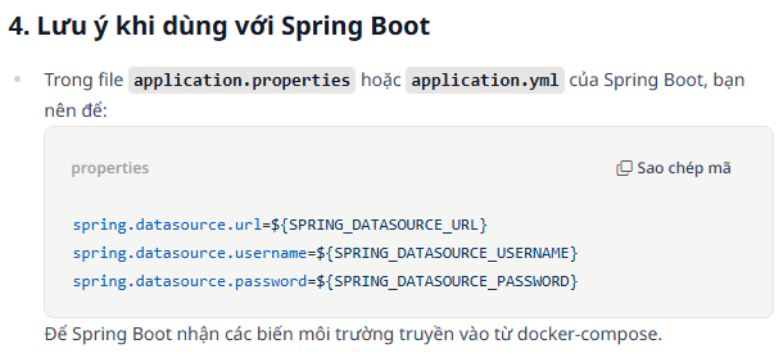 4. Lưu ý khi dùng với Spring Boot
Trong file application.properties hoặc application.yml của Spring Boot, bạn
nên để:
properties
Sao chép mã
spring.datasource.url=${SPRING_DATASOURCE_URL}
spring.datasource.username=${SPRING_DATASOURCE_USERNAME}
spring.datasource.password=${SPRING_DATASOURCE_PASSWORD}
Để Spring Boot nhận các biến môi trường truyền vào từ docker-compose.